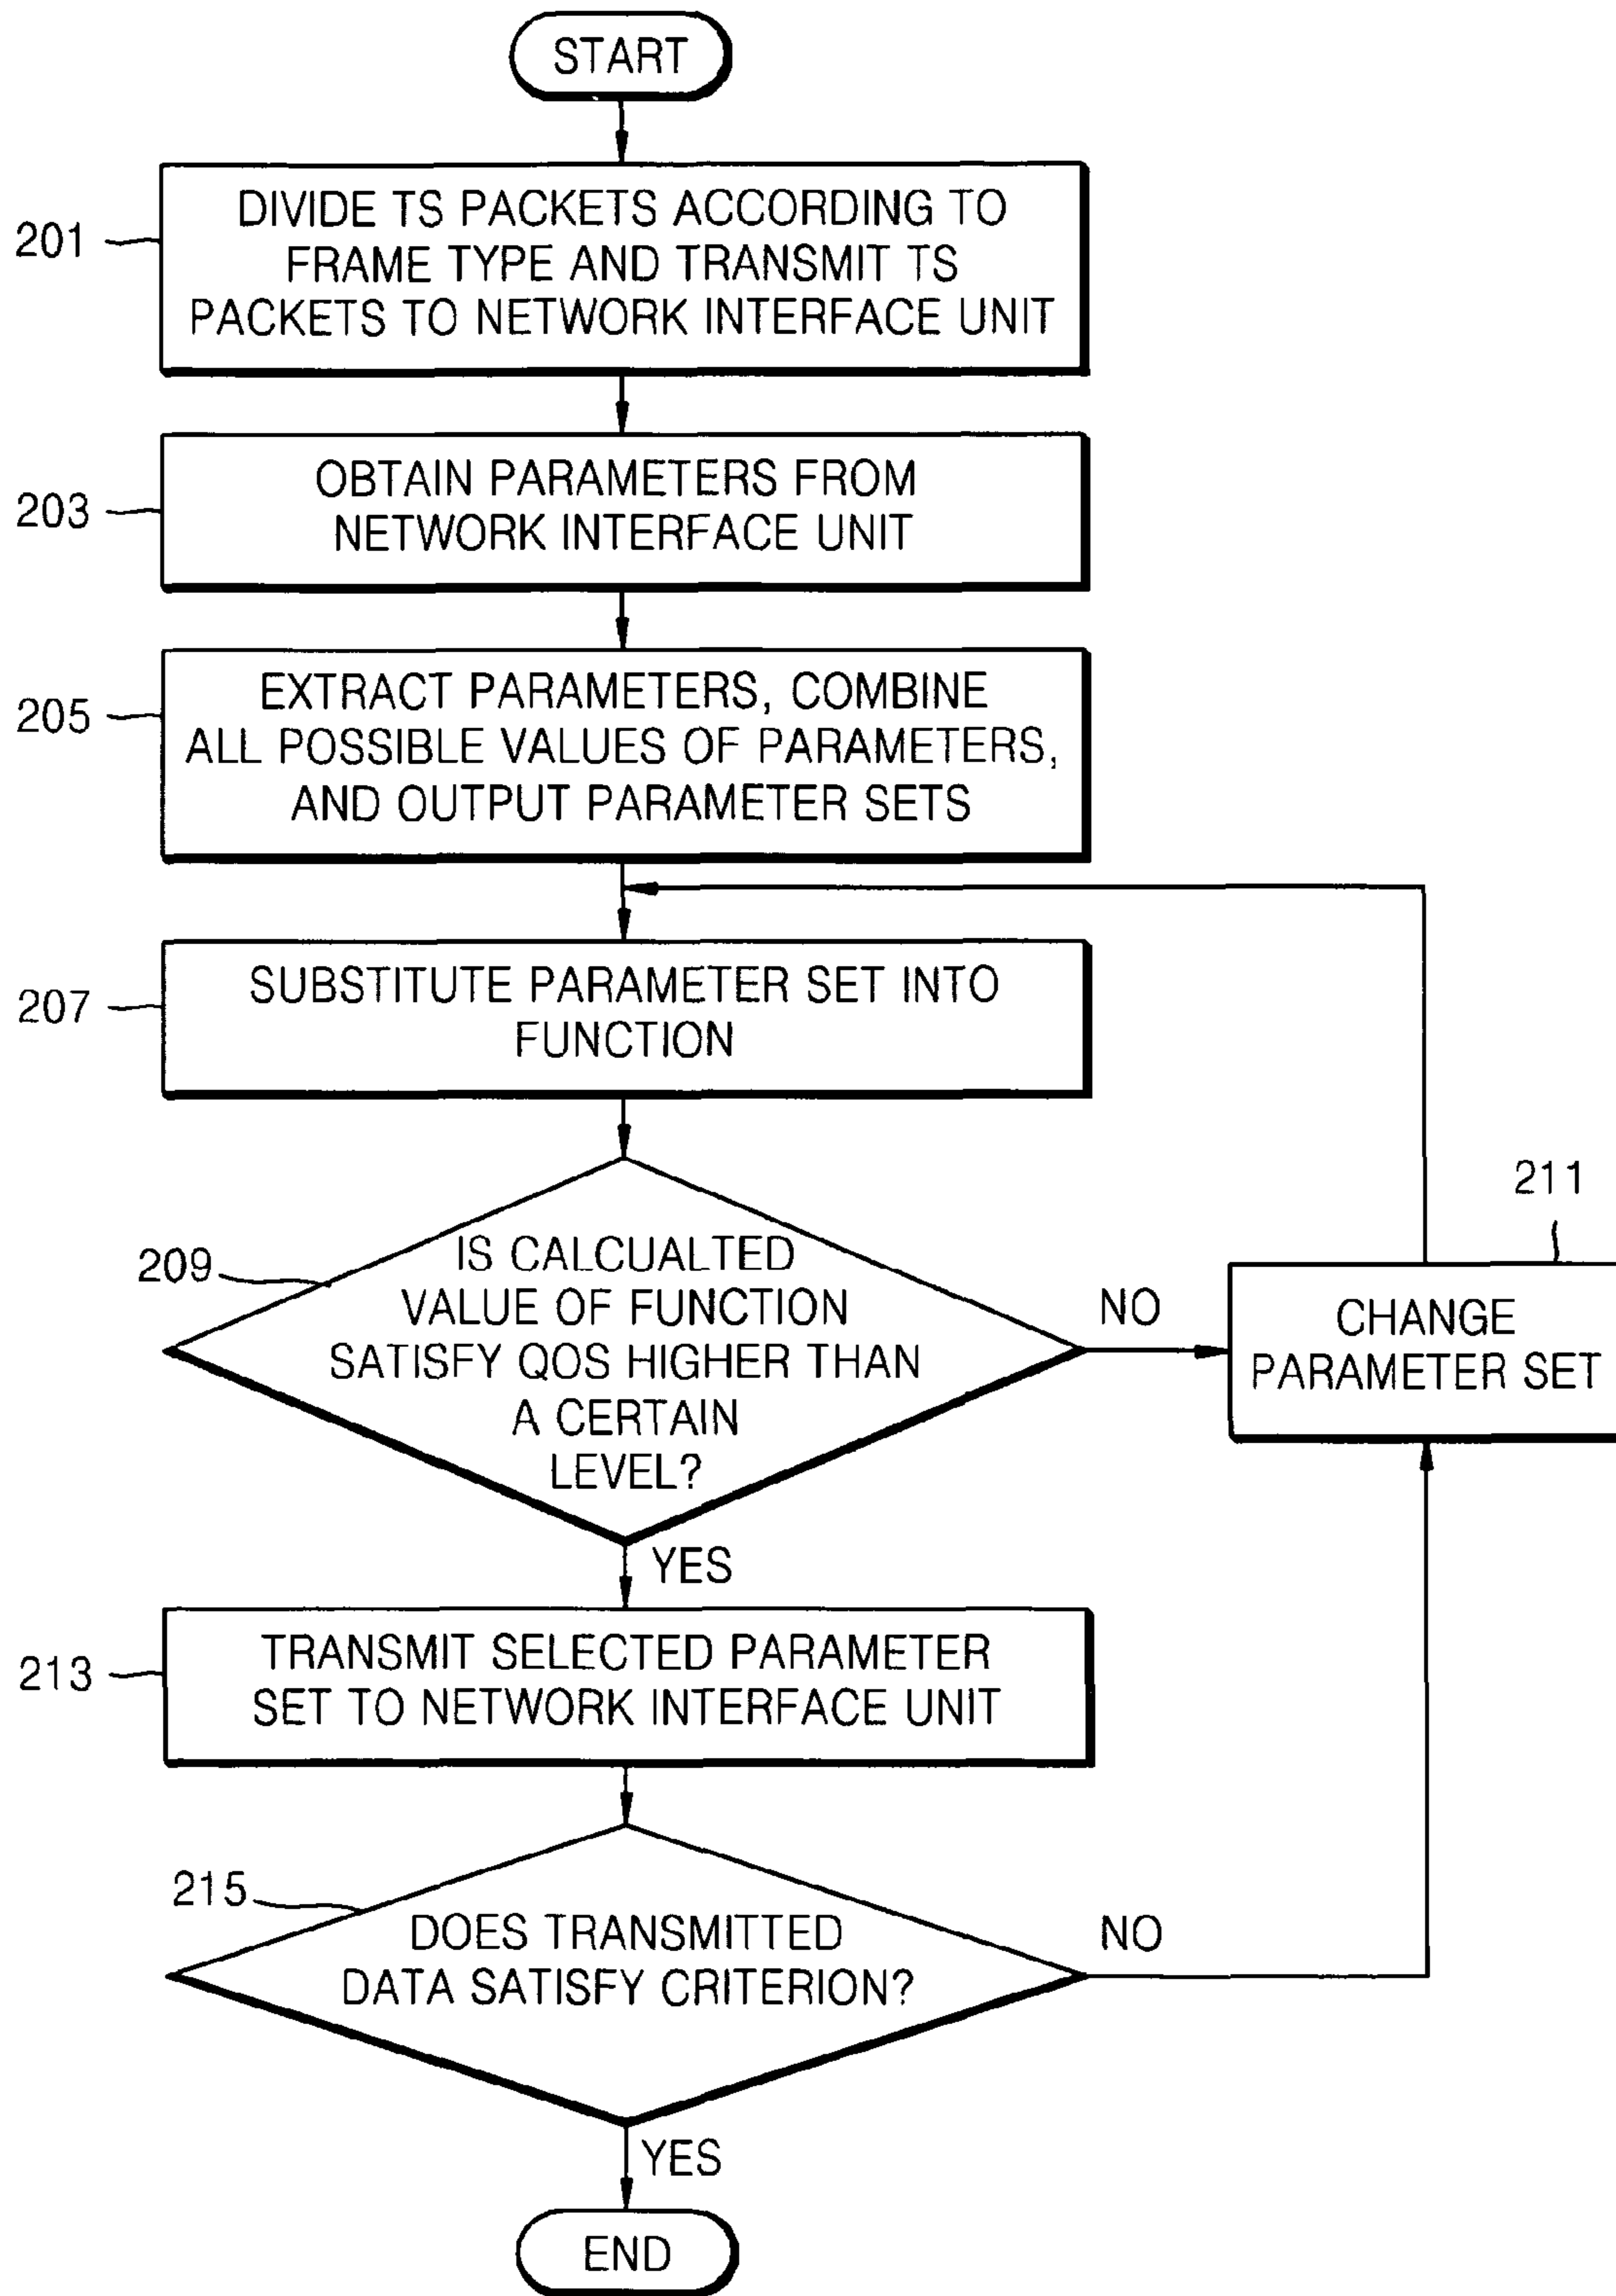 START
201
DIVIDE TS PACKETS ACCORDING TO
FRAME TYPE AND TRANSMIT TS
PACKETS TO NETWORK INTERFACE UNIT
203
OBTAIN PARAMETERS FROM
NETWORK INTERFACE UNIT
205
EXTRACT PARAMETERS, COMBINE
ALL POSSIBLE VALUES OF PARAMETERS,
AND OUTPUT PARAMETER SETS
207
SUBSTITUTE PARAMETER SET INTO
FUNCTION
209
IS CALCUALTED
VALUE OF FUNCTION
SATISFY QOS HIGHER THAN
A CERTAIN
LEVEL?
NO
211
CHANGE
PARAMETER SET
YES
213
TRANSMIT SELECTED PARAMETER
SET TO NETWORK INTERFACE UNIT
215
DOES TRANSMITTED
DATA SATISFY CRITERION?
NO
YES
END